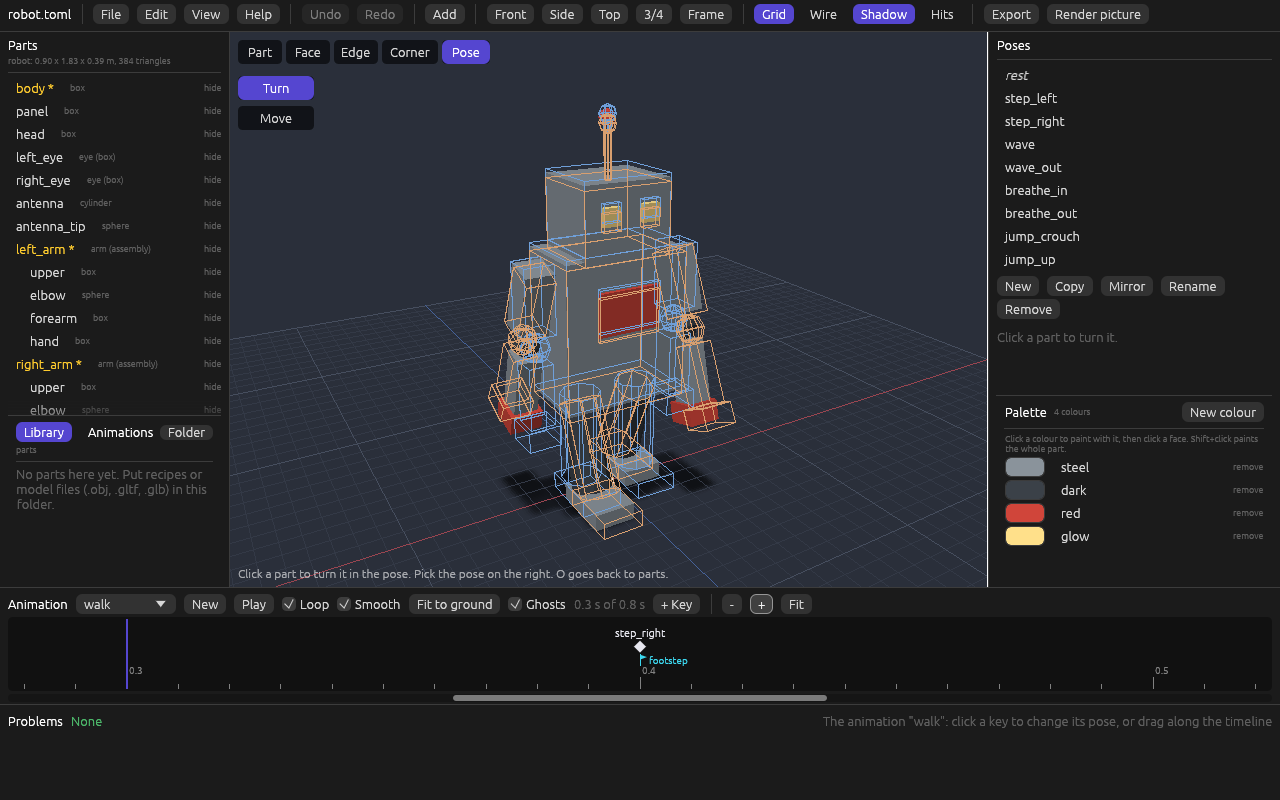 robot.toml File Edit View Help Undo Redo Add Front Side Top 3/4 Frame Grid Wire Shadow Hits Export Render picture
Parts
robot: 0.90 x 1.83 x 0.39 m, 384 triangles
body * box hide
panel box hide
head box hide
left_eye eye (box) hide
right_eye eye (box) hide
antenna cylinder hide
antenna_tip sphere hide
left_arm * arm (assembly) hide
upper box hide
elbow sphere hide
forearm box hide
hand box hide
right_arm * arm (assembly) hide
upper box hide
elbow sphere hide
Library Animations Folder
parts
No parts here yet. Put recipes or
model files (.obj, .gltf, .glb) in this
folder.
Part Face Edge Corner Pose
Turn
Move
Click a part to turn it in the pose. Pick the pose on the right. O goes back to parts.
Poses
rest
step_left
step_right
wave
wave_out
breathe_in
breathe_out
jump_crouch
jump_up
New Copy Mirror Rename
Remove
Click a part to turn it.
Palette 4 colours New colour
Click a colour to paint with it, then click a face. Shift+click paints
the whole part.
steel remove
dark remove
red remove
glow remove
Animation walk New Play Loop Smooth Fit to ground Ghosts 0.3 s of 0.8 s + Key - + Fit
step_right
footstep
0.3 0.4 0.5
Problems None The animation "walk": click a key to change its pose, or drag along the timeline